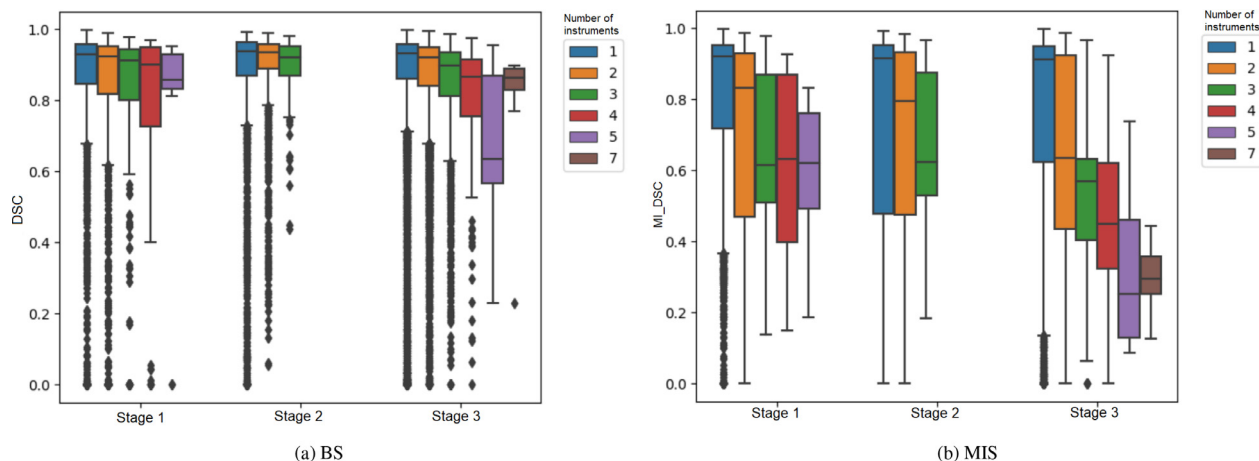 Number of
instruments
1
2
3
4
5
7
1.0
0.8
0.6
0.4
0.2
0.0
DSC
Stage 1
Stage 2
Stage 3
(a) BS
Number of
instruments
1
2
3
4
5
7
1.0
0.8
0.6
0.4
0.2
0.0
MI_DSC
Stage 1
Stage 2
Stage 3
(b) MIS